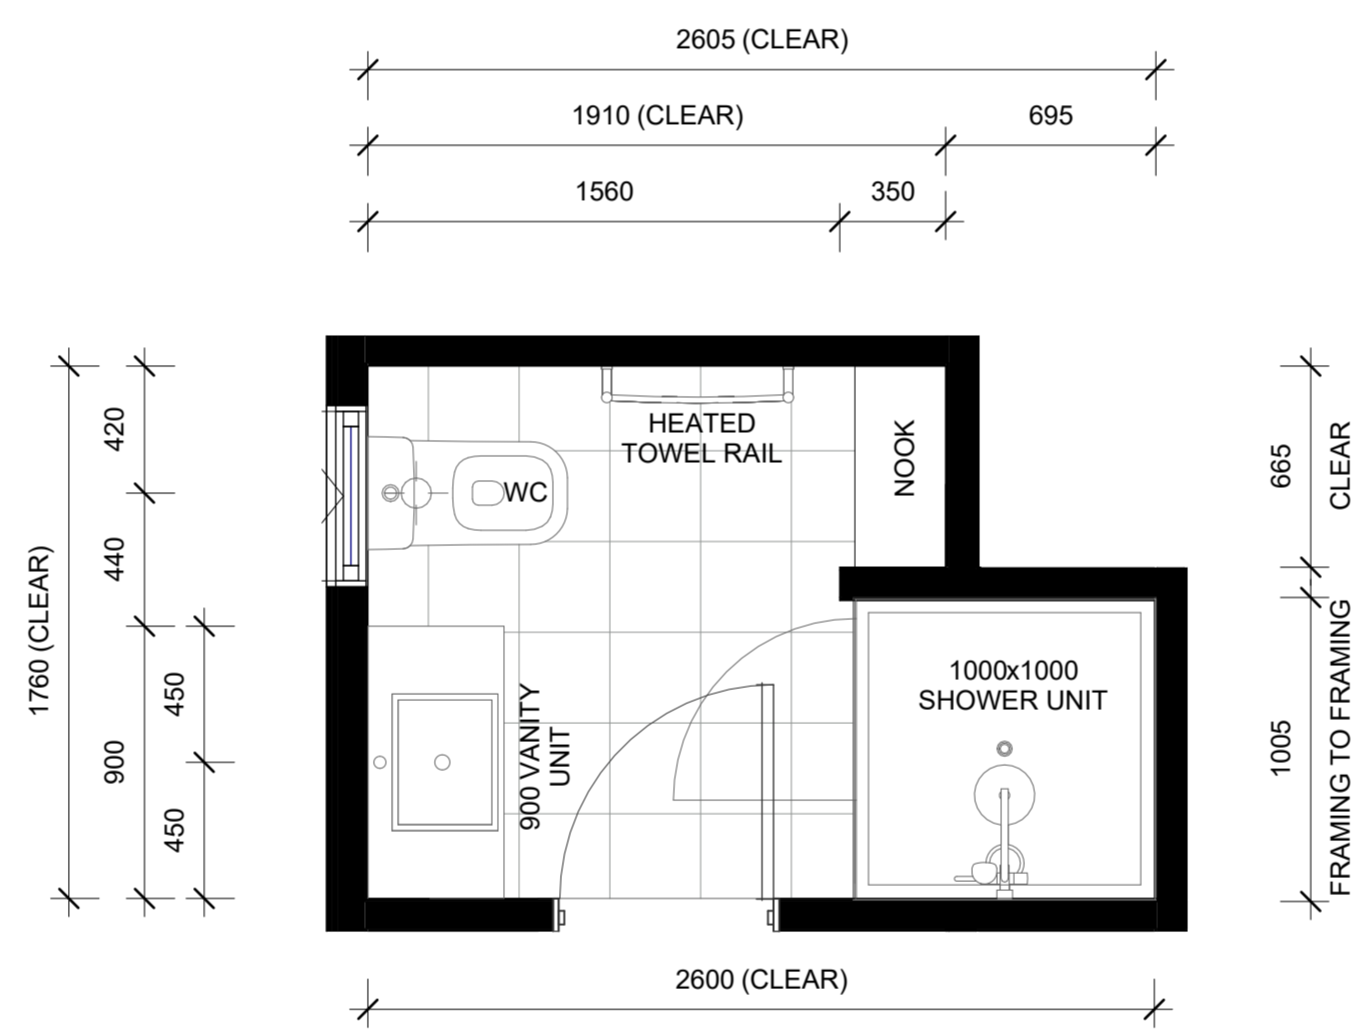 2605 (CLEAR)
1910 (CLEAR)
695
1560
350
420
440
1760 (CLEAR)
900
450
450
HEATED
TOWEL RAIL
NOOK
WC
900 VANITY
UNIT
1000x1000
SHOWER UNIT
665
CLEAR
1005
FRAMING TO FRAMING
2600 (CLEAR)